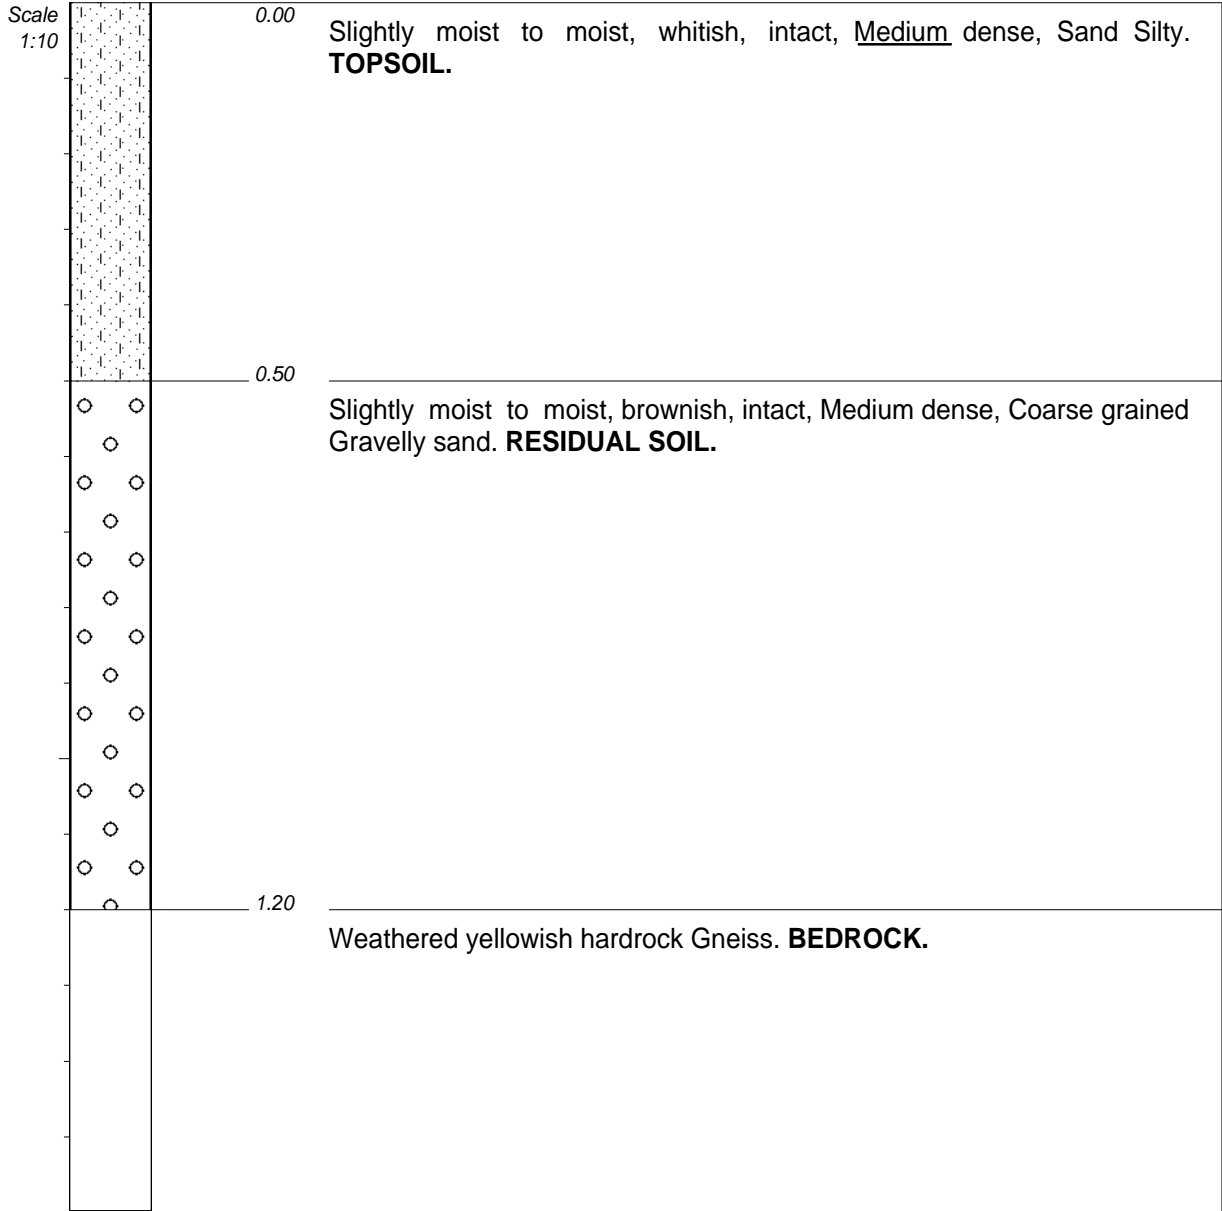 Scale
1:10
0.00
Slightly moist to moist, whitish, intact, Medium dense, Sand Silty.
TOPSOIL.
0.50
Slightly moist to moist, brownish, intact, Medium dense, Coarse grained
Gravelly sand. RESIDUAL SOIL.
1.20
Weathered yellowish hardrock Gneiss. BEDROCK.